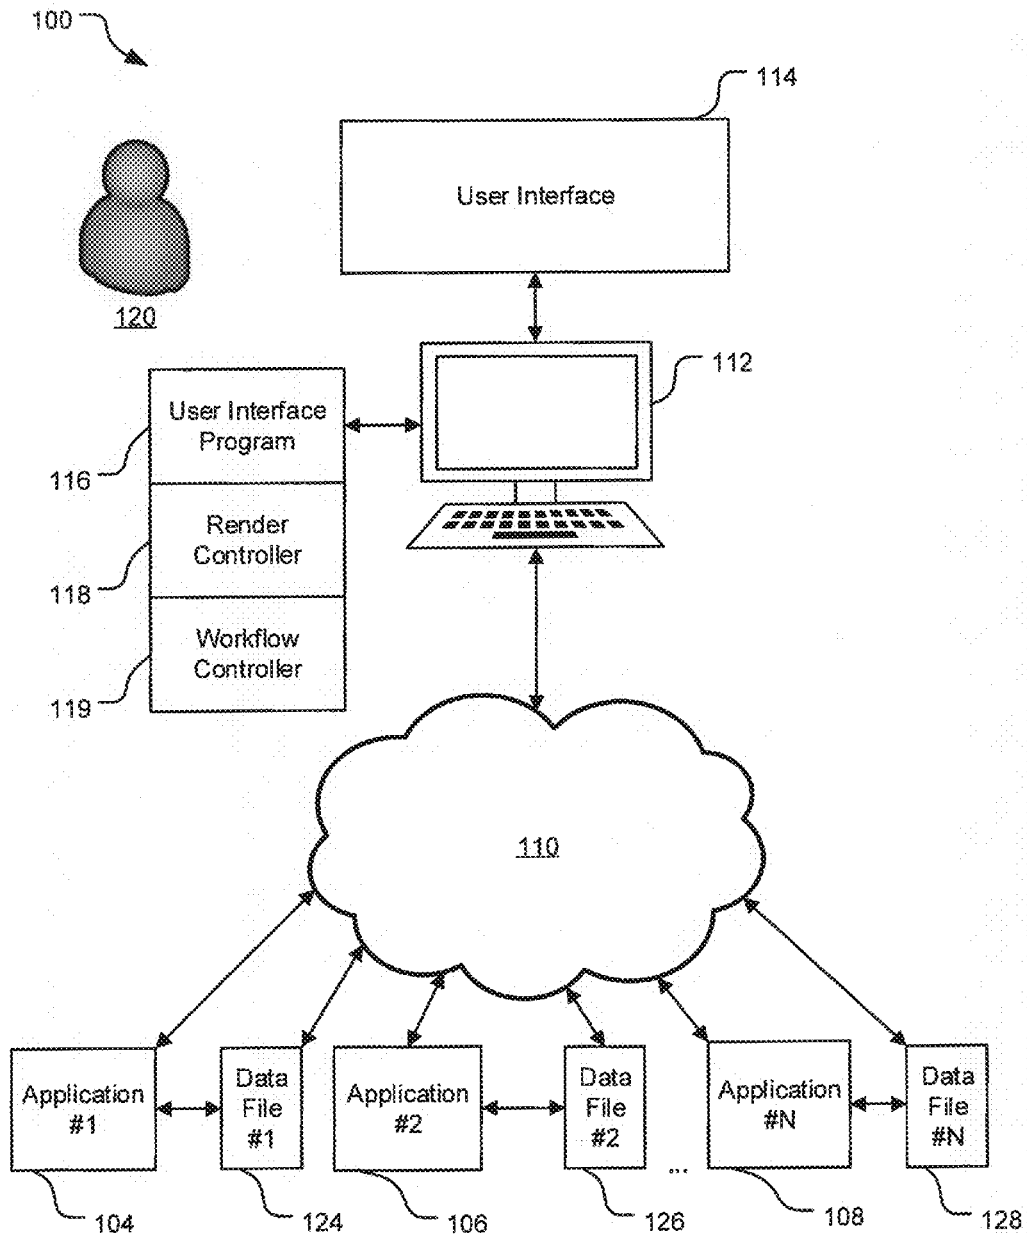 100
114
User Interface
120
112
User Interface
Program
116
Render
Controller
118
Workflow
Controller
119
110
Application
#1
Data
File
#1
Application
#2
Data
File
#2
...
Application
#N
Data
File
#N
104
124
106
126
108
128